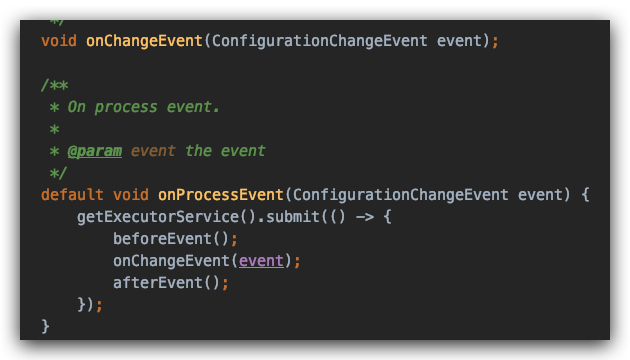 */
void onChangeEvent(ConfigurationChangeEvent event);
/**
* On process event.
*
* @param event the event
*/
default void onProcessEvent(ConfigurationChangeEvent event) {
getExecutorService().submit(() -> {
beforeEvent();
onChangeEvent(event);
afterEvent();
});
}